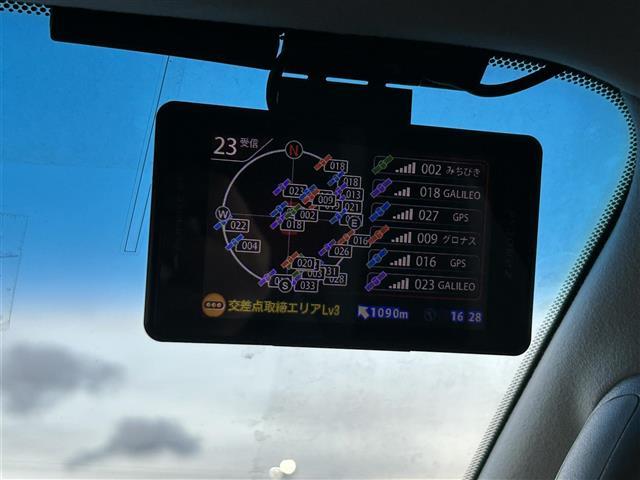 23 受信
N
W
E
S
018
018
023
013
009
021
002
022
018
004
016
026
020
033
028
002 みちびき
018 GALILEO
027 GPS
009 グロナス
016 GPS
023 GALILEO
交差点取締エリアLv3
1090m
16 28